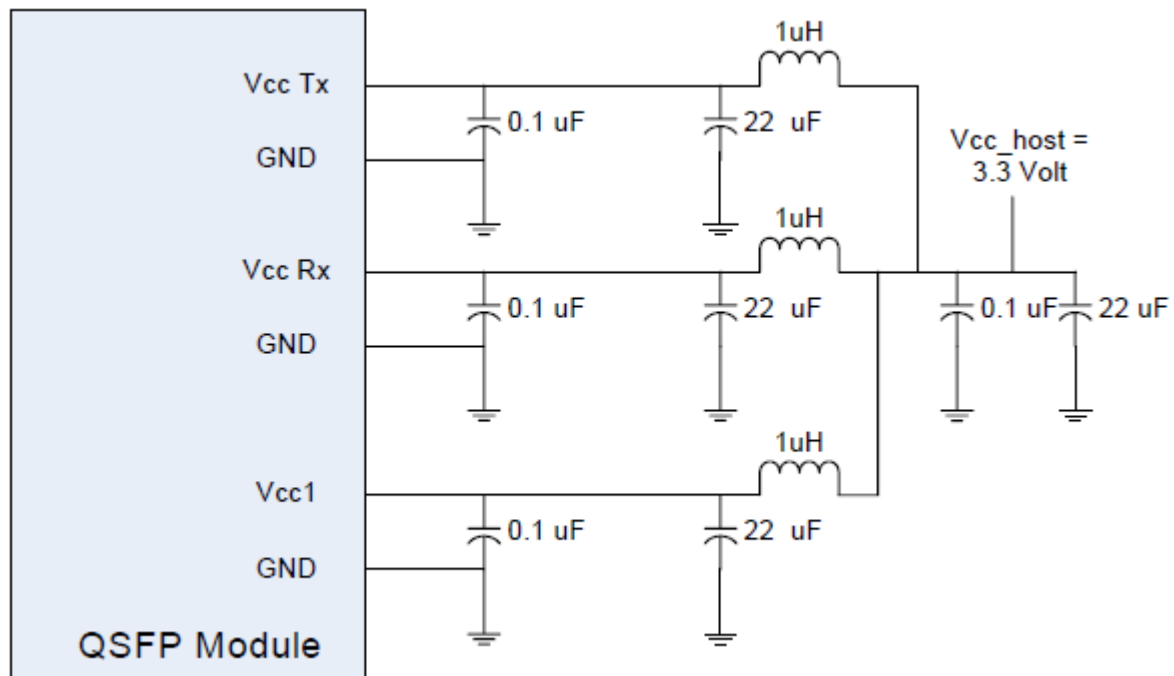 1uH
Vcc Tx
0.1 uF
22 uF
GND
Vcc_host =
3.3 Volt
1uH
Vcc Rx
0.1 uF
22 uF
0.1 uF
22 uF
GND
1uH
Vcc1
0.1 uF
22 uF
GND
QSFP Module